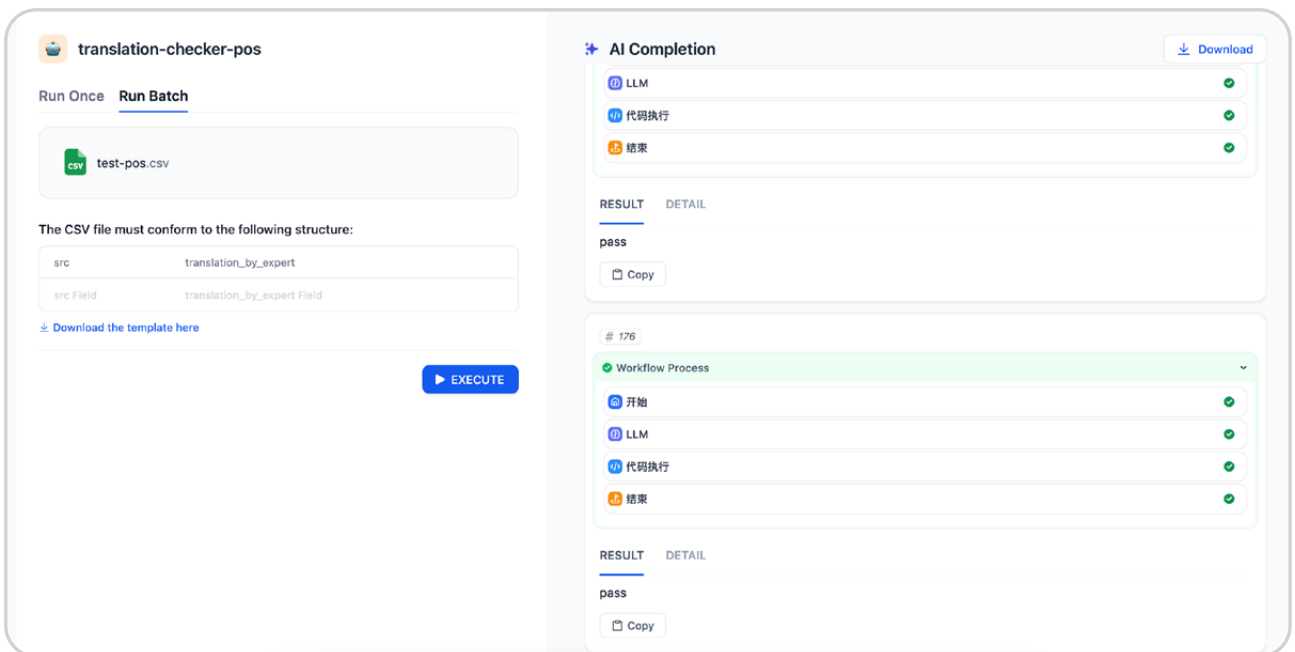 translation-checker-pos
Run Once Run Batch
CSV test-pos.csv
The CSV file must conform to the following structure:
src translation_by_expert
src Field translation_by_expert Field
Download the template here
EXECUTE
AI Completion
Download
LLM
代码执行
结束
RESULT DETAIL
pass
Copy
# 176
Workflow Process
开始
LLM
代码执行
结束
RESULT DETAIL
pass
Copy